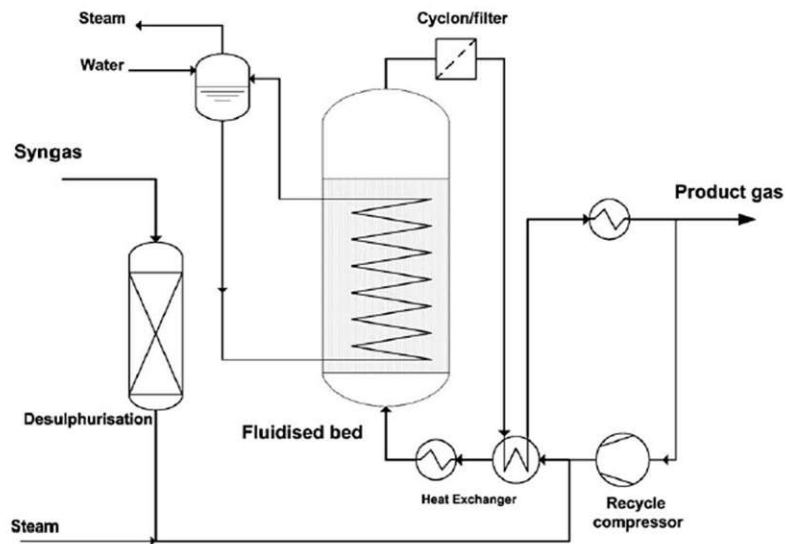 Steam
Cyclon/filter
Water
Syngas
Product gas
Desulphurisation
Fluidised bed
Heat Exchanger
Recycle
compressor
Steam